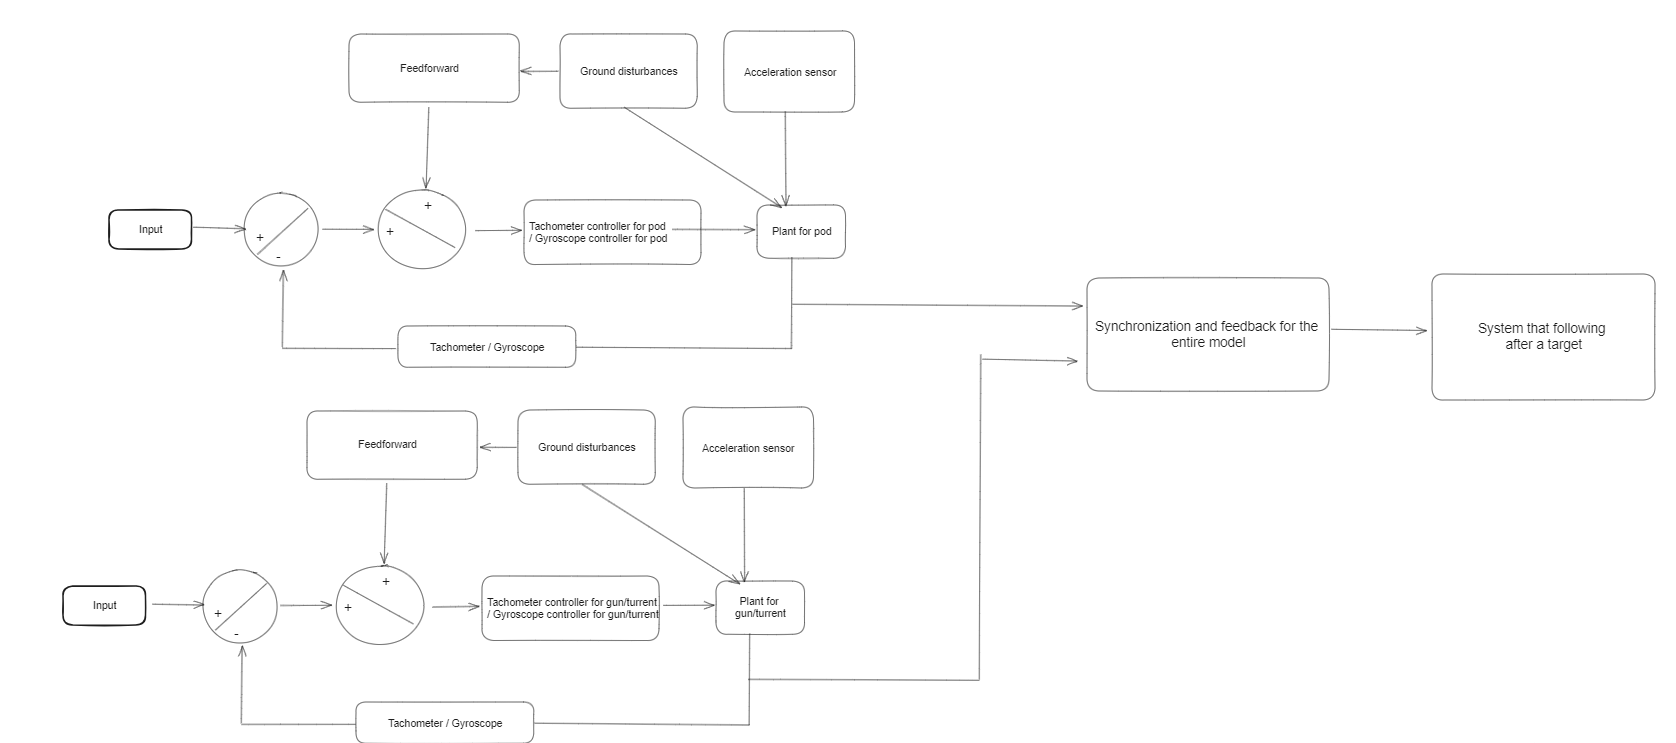 Feedforward
Ground disturbances
Acceleration sensor
+
Input
+
-
+
Tachometer controller for pod
/ Gyroscope controller for pod
Plant for pod
Tachometer / Gyroscope
Synchronization and feedback for the
entire model
System that following
after a target
Feedforward
Ground disturbances
Acceleration sensor
+
Input
+
-
+
Tachometer controller for gun/turrent
/ Gyroscope controller for gun/turrent
Plant for
gun/turrent
Tachometer / Gyroscope